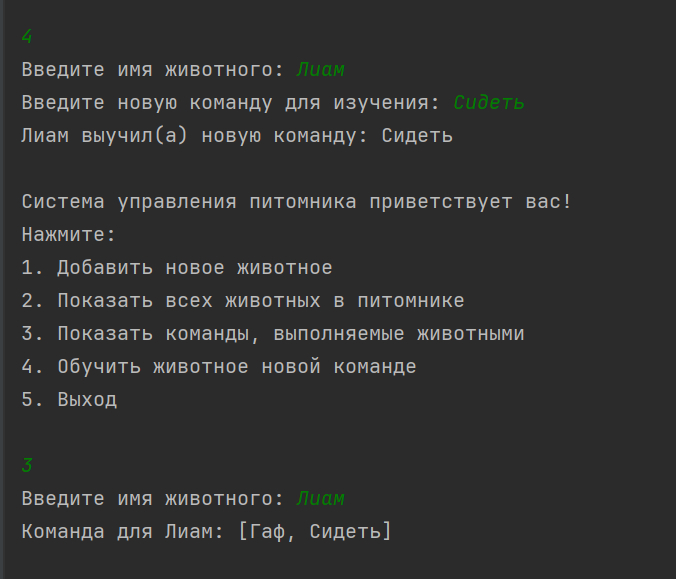 4
Введите имя животного: Лиам
Введите новую команду для изучения: Сидеть
Лиам выучил(а) новую команду: Сидеть
Система управления питомника приветствует вас!
Нажмите:
1. Добавить новое животное
2. Показать всех животных в питомнике
3. Показать команды, выполняемые животными
4. Обучить животное новой команде
5. Выход
3
Введите имя животного: Лиам
Команда для Лиам: [Гаф, Сидеть]